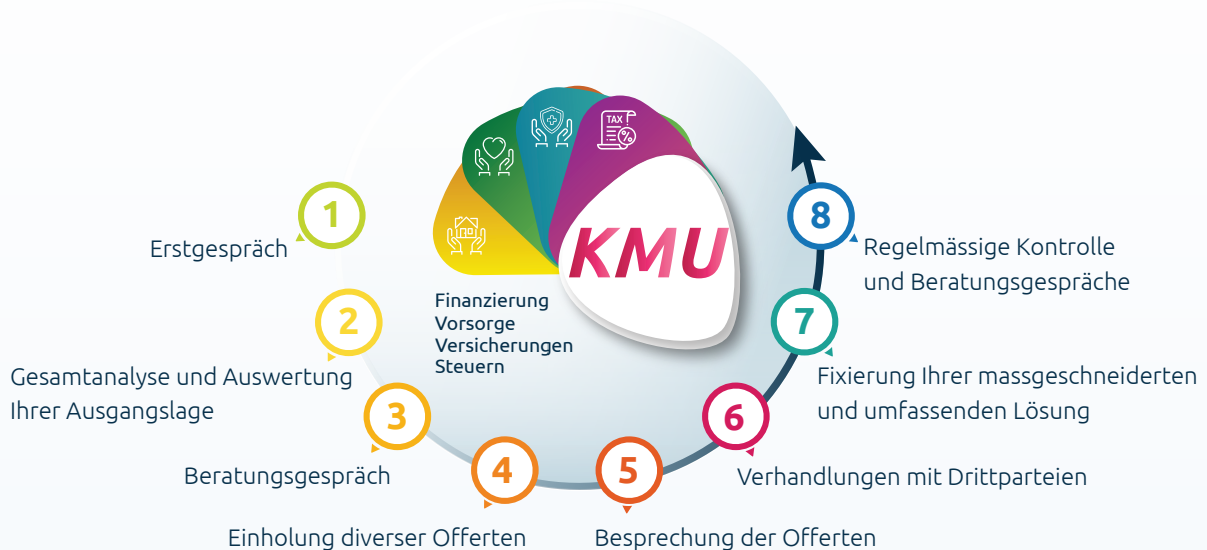 TAX
%
KMU
Finanzierung
Vorsorge
Versicherungen
Steuern
1
Erstgespräch
2
Gesamtanalyse und Auswertung
Ihrer Ausgangslage
3
Beratungsgespräch
4
Einholung diverser Offerten
5
Besprechung der Offerten
6
Verhandlungen mit Drittparteien
7
Fixierung Ihrer massgeschneiderten
und umfassenden Lösung
8
Regelmässige Kontrolle
und Beratungsgespräche